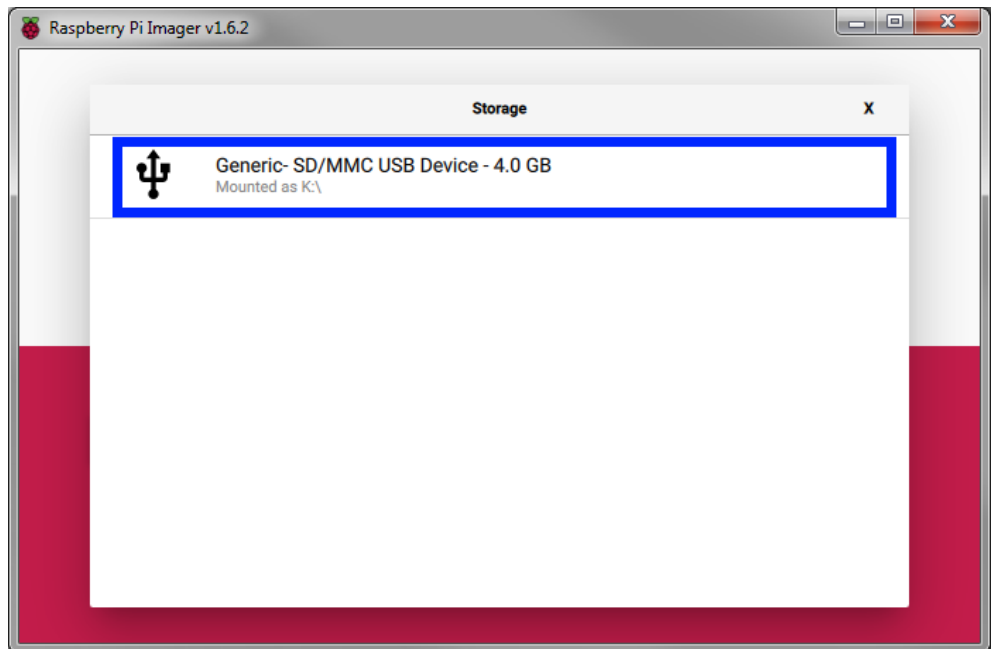 Raspberry Pi Imager v1.6.2
Storage X
Generic- SD/MMC USB Device - 4.0 GB
Mounted as K:\